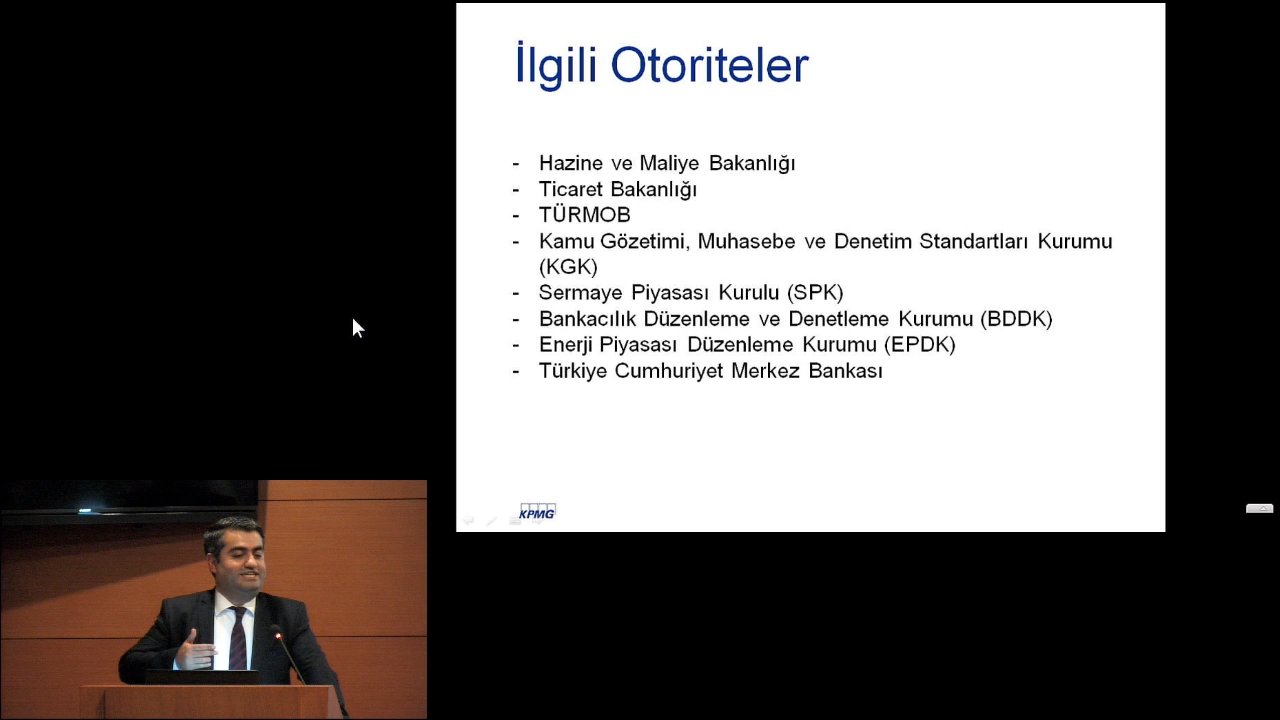 İlgili Otoriteler
- Hazine ve Maliye Bakanlığı
- Ticaret Bakanlığı
- TÜRMOB
- Kamu Gözetimi, Muhasebe ve Denetim Standartları Kurumu
(KGK)
- Sermaye Piyasası Kurulu (SPK)
- Bankacılık Düzenleme ve Denetleme Kurumu (BDDK)
- Enerji Piyasası Düzenleme Kurumu (EPDK)
- Türkiye Cumhuriyet Merkez Bankası
KPMG